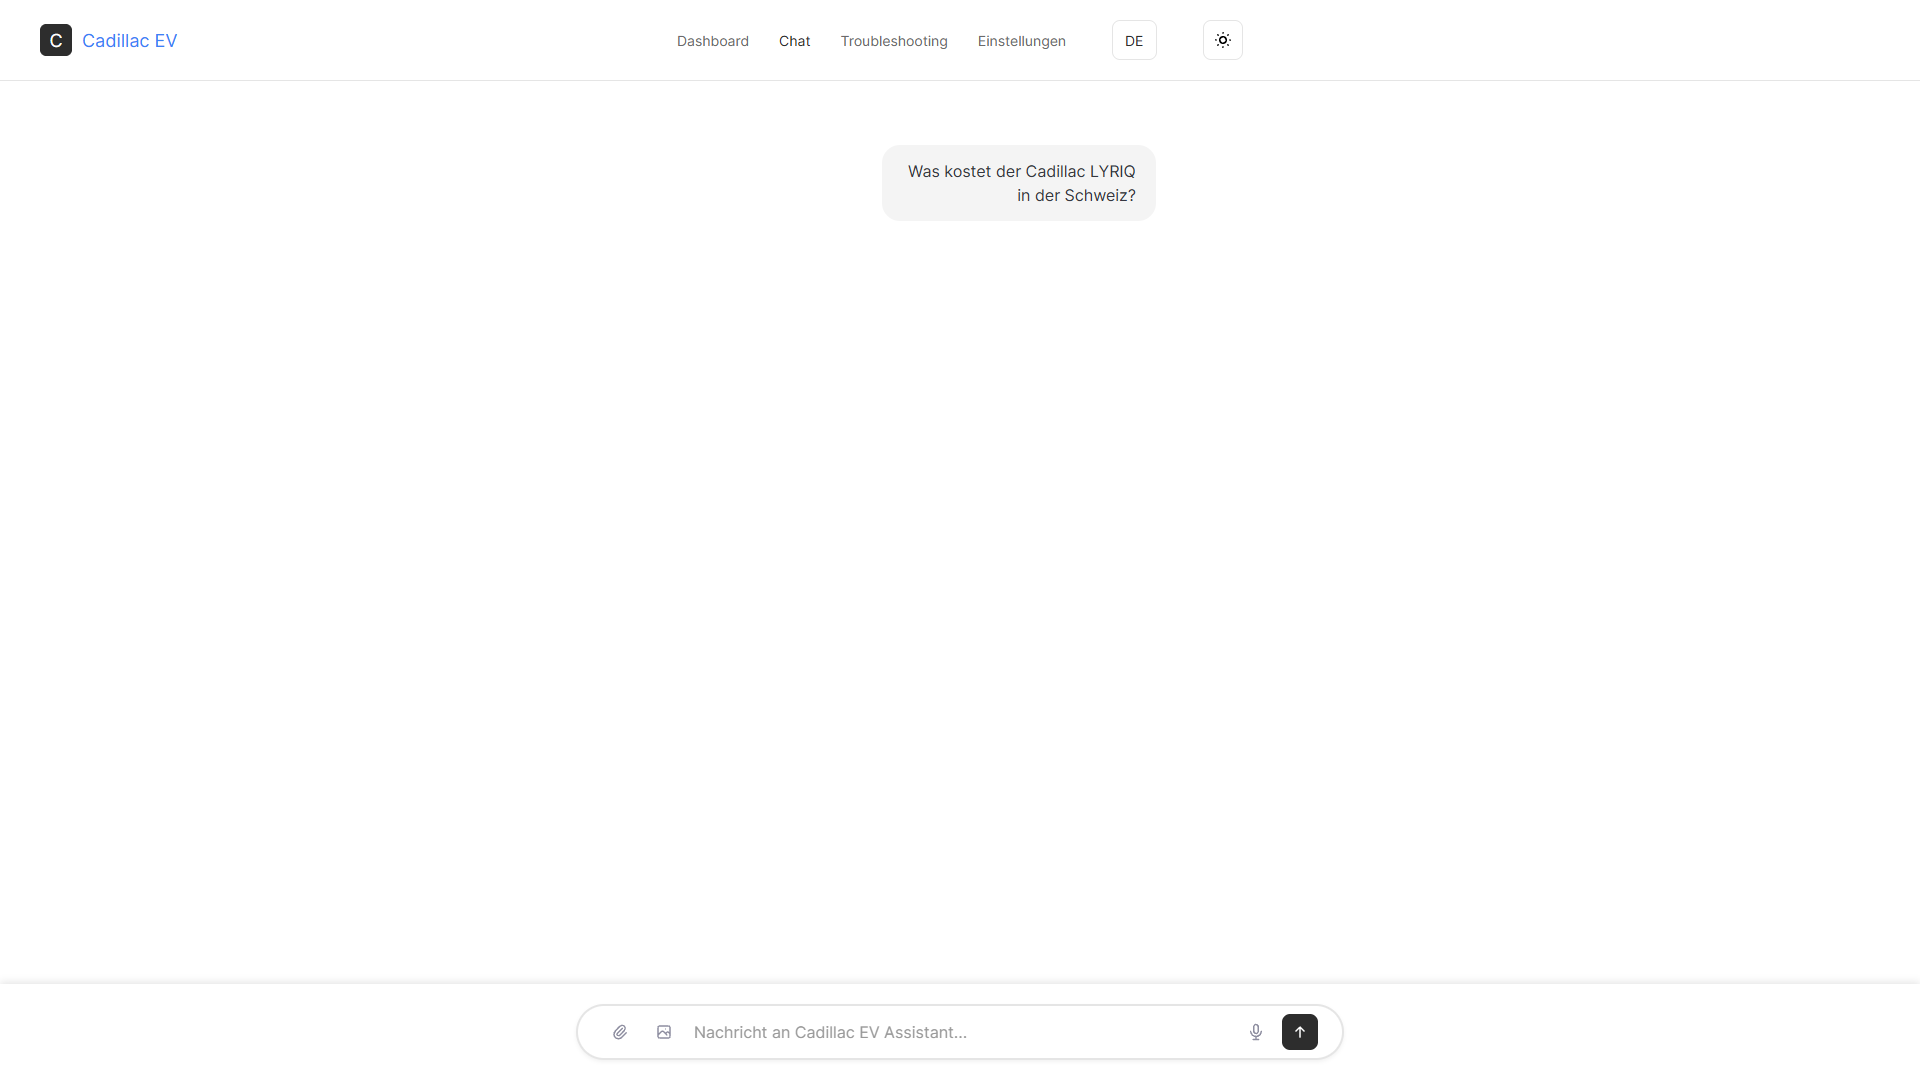 C Cadillac EV
Dashboard Chat Troubleshooting Einstellungen DE
Was kostet der Cadillac LYRIQ
in der Schweiz?
Nachricht an Cadillac EV Assistant...